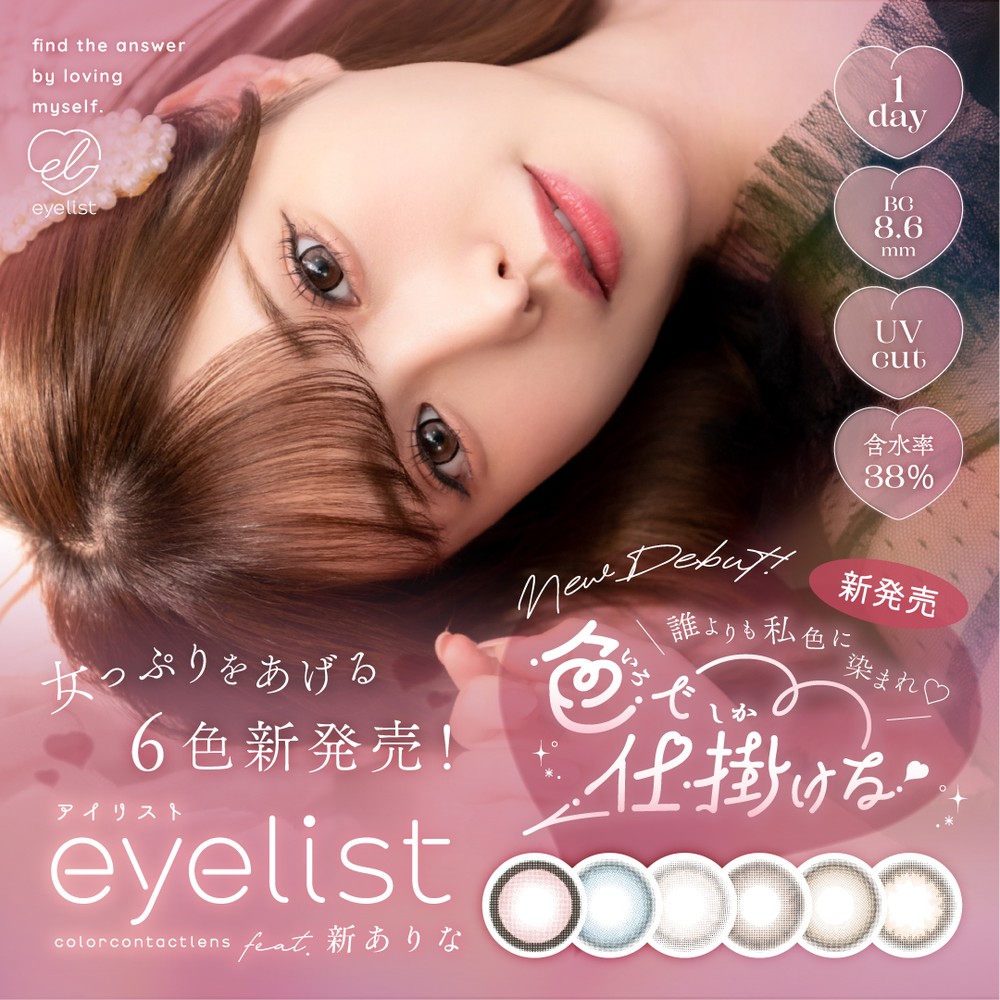 find the answer
by loving
myself.
el
eyelist
1
day
BC
8.6
mm
UV
cut
含水率
38%
New Debut!!
新発売
誰よりも私色に
染まれ♡
色でしか
いろ
仕掛ける
女っぷりをあげる
6色新発売!
アイリスト
eyelist
colorcontactlens feat. 新ありな